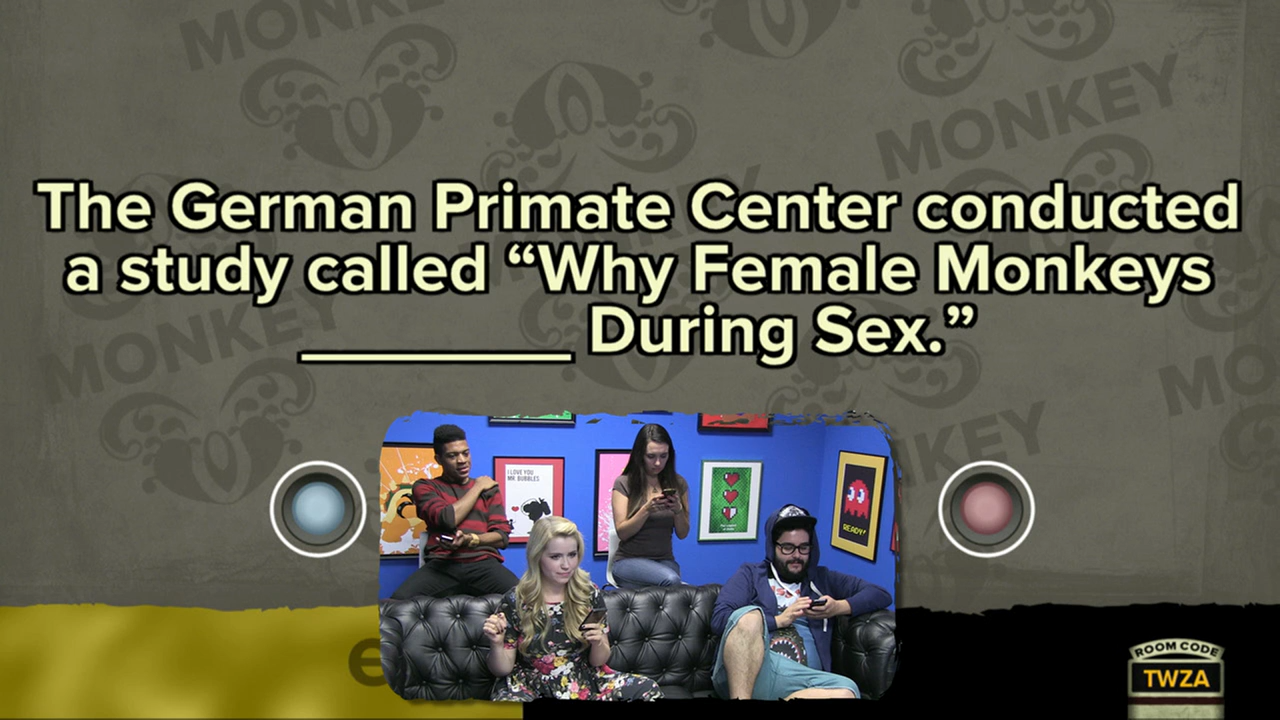 MONKEY
MONKEY
The German Primate Center conducted
a study called “Why Female Monkeys
__________ During Sex.”
MONKEY
I LOVE YOU
MR BUBBLES
READY!
ROOM CODE
TWZA